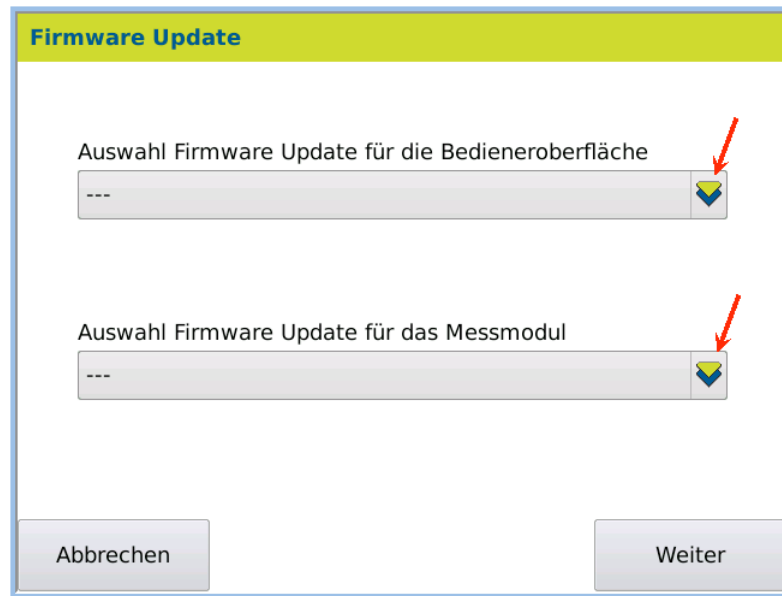 Firmware Update
Auswahl Firmware Update für die Bedieneroberfläche
---
Auswahl Firmware Update für das Messmodul
---
Abbrechen
Weiter